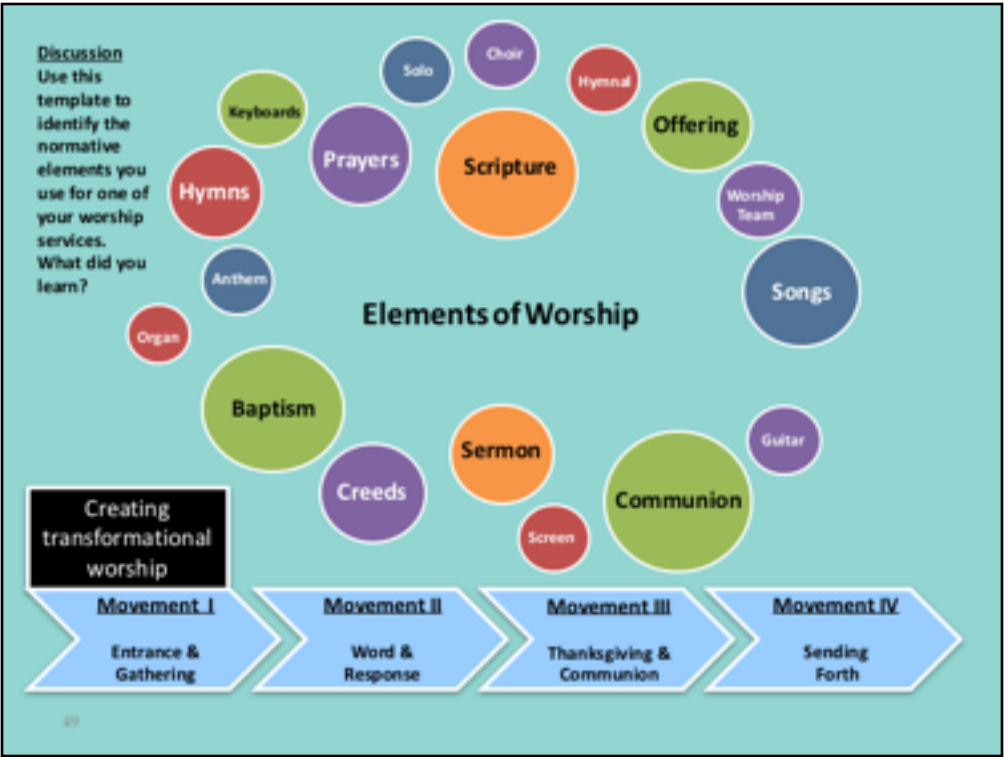 Discussion
Use this
template to
identify the
normative
elements you
use for one of
your worship
services.
What did you
learn?
Solo
Choir
Hymnal
Keyboards
Offering
Prayers
Scripture
Hymns
Worship
Team
Anthem
Songs
Elements of Worship
Organ
Baptism
Sermon
Guitar
Creeds
Communion
Screen
Creating
transformational
worship
Movement I
Entrance &
Gathering
Movement II
Word &
Response
Movement III
Thanksgiving &
Communion
Movement IV
Sending
Forth
49